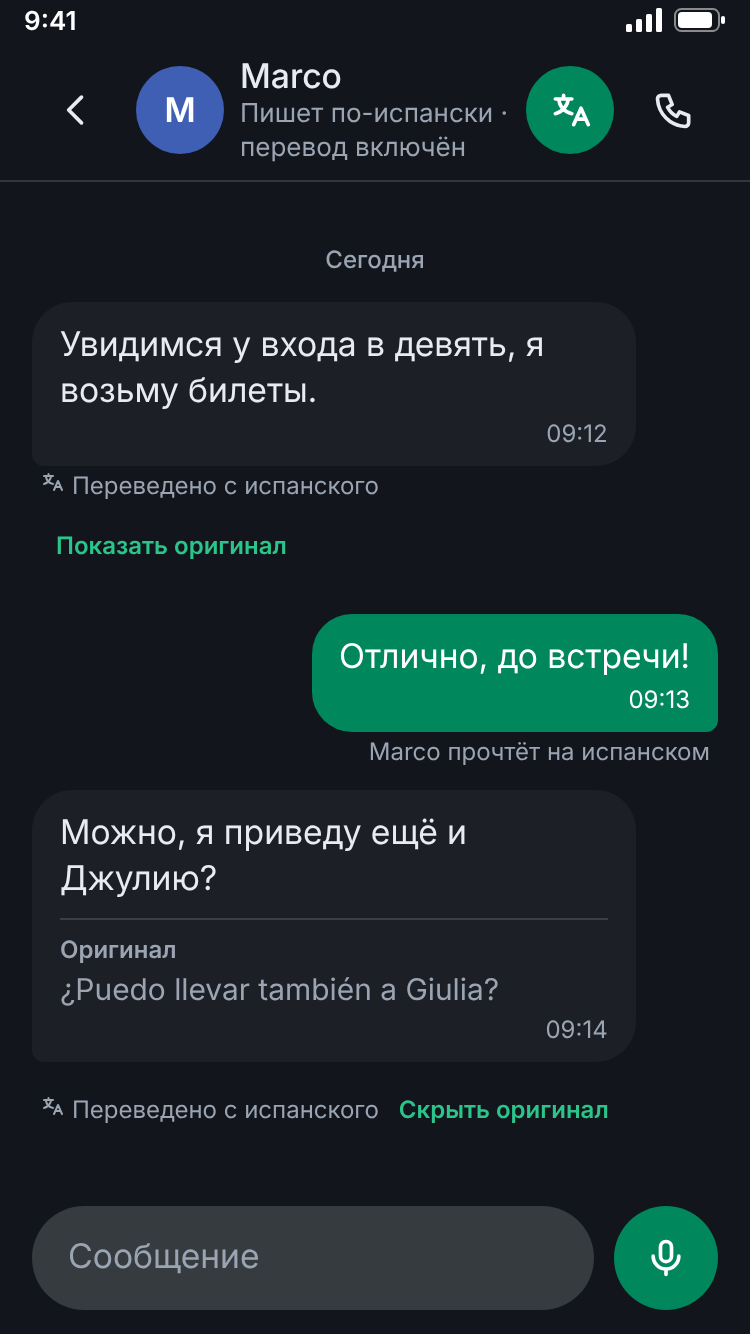 9:41
M
Marco
Пишет по-испански ·
перевод включён
Сегодня
Увидимся у входа в девять, я
возьму билеты.
09:12
Переведено с испанского
Показать оригинал
Отлично, до встречи!
09:13
Marco прочтёт на испанском
Можно, я приведу ещё и
Джулию?
Оригинал
¿Puedo llevar también a Giulia?
09:14
Переведено с испанского Скрыть оригинал
Сообщение